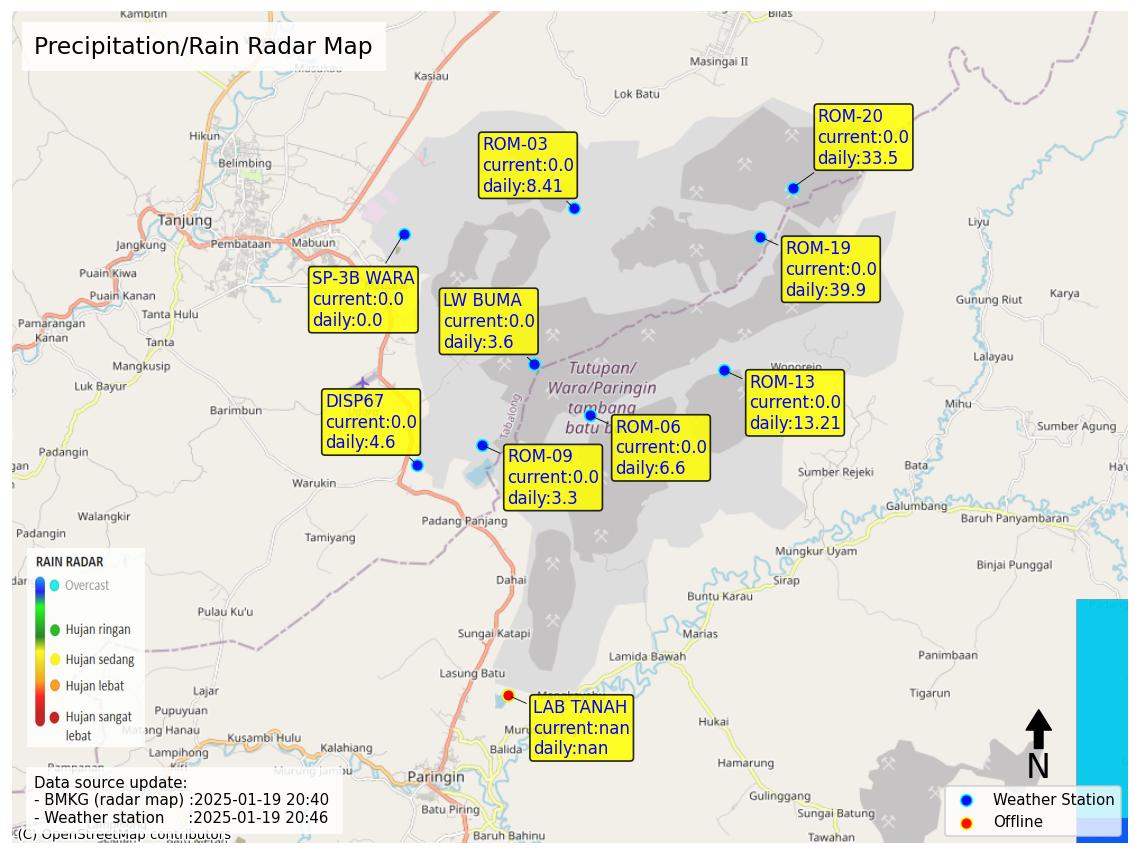 Kambitin
Bilas
Precipitation/Rain Radar Map
Masukau
Kasiau
Masingai II
Lok Batu
Hikun
Belimbing
ROM-03
current:0.0
daily:8.41
ROM-20
current:0.0
daily:33.5
Tanjung
Jangkung
Pembataan
Mabuun
Liyu
ROM-19
current:0.0
daily:39.9
Puain Kiwa
Puain Kanan
Tanta Hulu
SP-3B WARA
current:0.0
daily:0.0
LW BUMA
current:0.0
daily:3.6
Gunung Riut
Karya
Pamarangan
Kanan
Tanta
Mangkusip
Luk Bayur
Lalayau
Wonorejo
Tutupan/
Wara/Paringin
tambang
batu b
Tabalong
ROM-13
current:0.0
daily:13.21
DISP67
current:0.0
daily:4.6
Barimbun
Mihu
Sumber Agung
ROM-06
current:0.0
daily:6.6
ROM-09
current:0.0
daily:3.3
Warukin
Sumber Rejeki
Bata
Padangin
Walangkir
Padang Panjang
Galumbang
Baruh Panyambaran
Tamiyang
Mungkur Uyam
Binjai Punggal
RAIN RADAR
Overcast
Hujan ringan
Hujan sedang
Hujan lebat
Hujan sangat
lebat
Dahai
Sirap
Buntu Karau
Pulau Ku'u
Sungai Katapi
Marias
Lamida Bawah
Panimbaan
Lasung Batu
Lajar
Tigarun
Pupuyuan
LAB TANAH
current:nan
daily:nan
Matang Hanau
Hukai
Kusambi Hulu
Kalahiang
Balida
Lampihong
Hamarung
Murung Jambu
Paringin
N
Gulinggang
Batu Piring
Sungai Batung
Baruh Bahinu
Tawahan
Data source update:
- BMKG (radar map) :2025-01-19 20:40
- Weather station :2025-01-19 20:46
(C) OpenStreetMap contributors
Weather Station
Offline